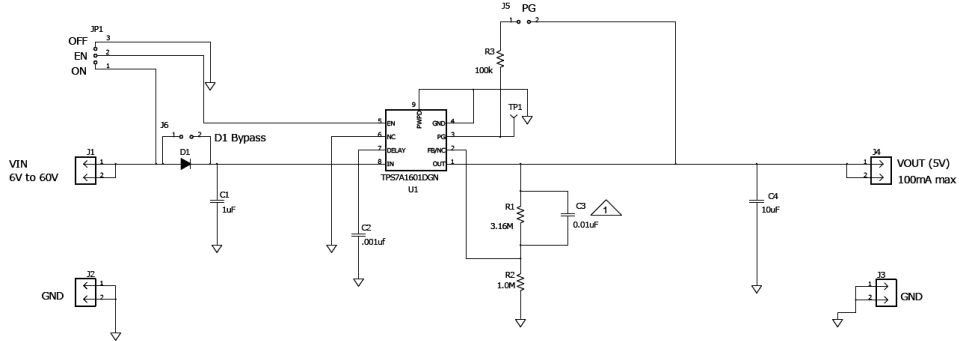 J5 PG
1 2
JP1
OFF 3
EN 2
ON 1
R3
100k
TP1
9
PWPD
5 EN
6 NC
7 DELAY
8 IN
GND 4
PG 3
FB/NC 2
OUT 1
TPS7A1601DGN
U1
J6
1 2 D1 Bypass
D1
VIN
6V to 60V
J1
1
2
C1
1uF
C2
.001uf
R1
3.16M
C3
0.01uF
1
R2
1.0M
C4
10uF
J4
1
2
VOUT (5V)
100mA max
J2
1
2
GND
J3
1
2
GND